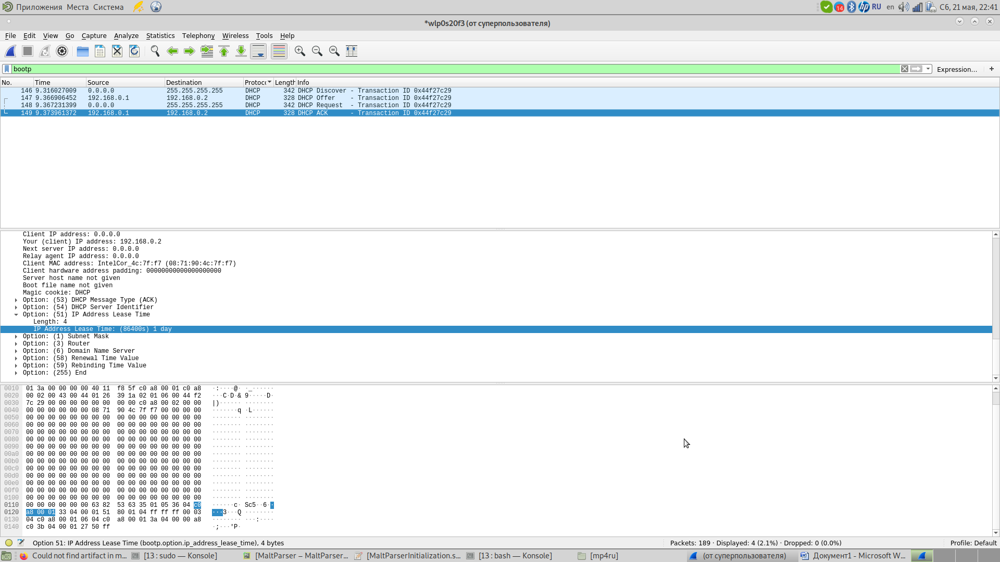 Приложения Места Система 14 RU en Сб, 21 мая, 22:41
*wlp0s20f3 (от суперпользователя)
File Edit View Go Capture Analyze Statistics Telephony Wireless Tools Help
bootp Expression… +
No. Time Source Destination Protoc Length Info
146 9.316027009 0.0.0.0 255.255.255.255 DHCP 342 DHCP Discover - Transaction ID 0x44f27c29
147 9.366906452 192.168.0.1 192.168.0.2 DHCP 328 DHCP Offer - Transaction ID 0x44f27c29
148 9.367231399 0.0.0.0 255.255.255.255 DHCP 342 DHCP Request - Transaction ID 0x44f27c29
149 9.373961372 192.168.0.1 192.168.0.2 DHCP 328 DHCP ACK - Transaction ID 0x44f27c29
Client IP address: 0.0.0.0
Your (client) IP address: 192.168.0.2
Next server IP address: 0.0.0.0
Relay agent IP address: 0.0.0.0
Client MAC address: IntelCor_4c:7f:f7 (08:71:90:4c:7f:f7)
Client hardware address padding: 00000000000000000000
Server host name not given
Boot file name not given
Magic cookie: DHCP
Option: (53) DHCP Message Type (ACK)
Option: (54) DHCP Server Identifier
Option: (51) IP Address Lease Time
Length: 4
IP Address Lease Time: (86400s) 1 day
Option: (1) Subnet Mask
Option: (3) Router
Option: (6) Domain Name Server
Option: (58) Renewal Time Value
Option: (59) Rebinding Time Value
Option: (255) End
0010 01 3a 00 00 00 00 40 11 f8 5f c0 a8 00 01 c0 a8 ·:····@· ·_······
0020 00 02 00 43 00 44 01 26 39 1a 02 01 06 00 44 f2 ···C·D·& 9·····D·
0030 7c 29 00 00 00 00 00 00 00 00 c0 a8 00 02 00 00 |)······ ········
0040 00 00 00 00 00 00 08 71 90 4c 7f f7 00 00 00 00 ·······q ·L······
0050 00 00 00 00 00 00 00 00 00 00 00 00 00 00 00 00 ········ ········
0060 00 00 00 00 00 00 00 00 00 00 00 00 00 00 00 00 ········ ········
0070 00 00 00 00 00 00 00 00 00 00 00 00 00 00 00 00 ········ ········
0080 00 00 00 00 00 00 00 00 00 00 00 00 00 00 00 00 ········ ········
0090 00 00 00 00 00 00 00 00 00 00 00 00 00 00 00 00 ········ ········
00a0 00 00 00 00 00 00 00 00 00 00 00 00 00 00 00 00 ········ ········
00b0 00 00 00 00 00 00 00 00 00 00 00 00 00 00 00 00 ········ ········
00c0 00 00 00 00 00 00 00 00 00 00 00 00 00 00 00 00 ········ ········
00d0 00 00 00 00 00 00 00 00 00 00 00 00 00 00 00 00 ········ ········
00e0 00 00 00 00 00 00 00 00 00 00 00 00 00 00 00 00 ········ ········
00f0 00 00 00 00 00 00 00 00 00 00 00 00 00 00 00 00 ········ ········
0100 00 00 00 00 00 00 00 00 00 00 00 00 00 00 00 00 ········ ········
0110 00 00 00 00 00 00 63 82 53 63 35 01 05 36 04 c0 ······c· Sc5··6··
0120 a8 00 01 33 04 00 01 51 80 01 04 ff ff ff 00 03 ···3···Q ········
0130 04 c0 a8 00 01 06 04 c0 a8 00 01 3a 04 00 00 a8 ········ ···:····
0140 c0 3b 04 00 01 27 50 ff ·;···'P·
Option 51: IP Address Lease Time (bootp.option.ip_address_lease_time), 4 bytes Packets: 189 · Displayed: 4 (2.1%) · Dropped: 0 (0.0%) Profile: Default
Could not find artifact in m… [13 : sudo — Konsole] [MaltParser – MaltParser… [MaltParserInitialization.s… [13 : bash — Konsole] [mp4ru] (от суперпользователя) Документ1 - Microsoft W…